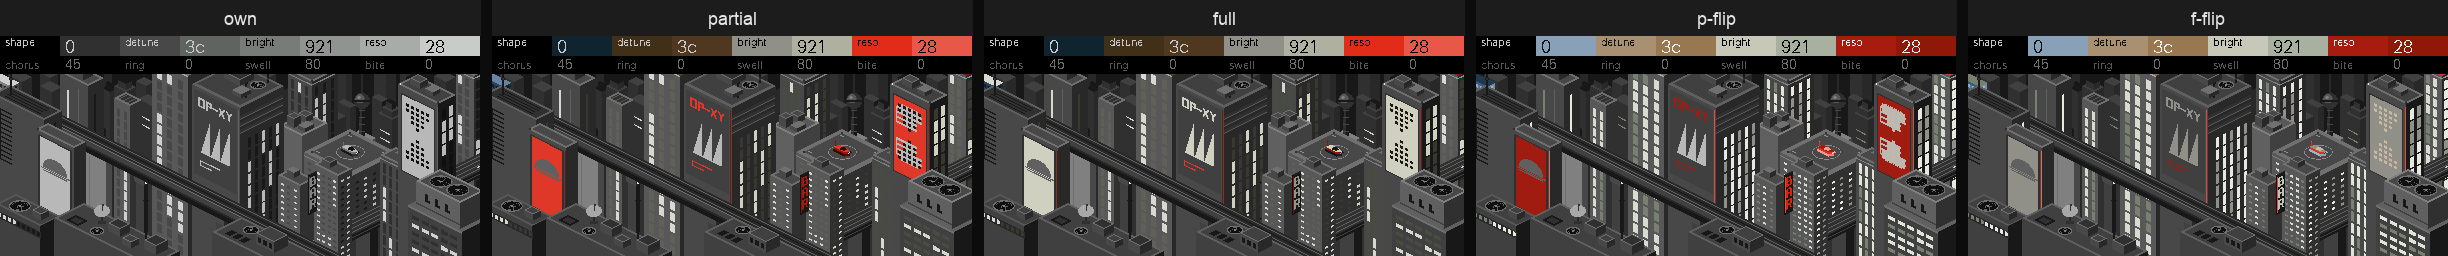 own partial full p-flip f-flip
shape 0 detune 3c bright 921 reso 28 shape 0 detune 3c bright 921 reso 28 shape 0 detune 3c bright 921 reso 28 shape 0 detune 3c bright 921 reso 28 shape 0 detune 3c bright 921 reso 28
chorus 45 ring 0 swell 80 bite 0 chorus 45 ring 0 swell 80 bite 0 chorus 45 ring 0 swell 80 bite 0 chorus 45 ring 0 swell 80 bite 0 chorus 45 ring 0 swell 80 bite 0
OP-XY OP-XY OP-XY OP-XY OP-XY
BAR BAR BAR BAR BAR